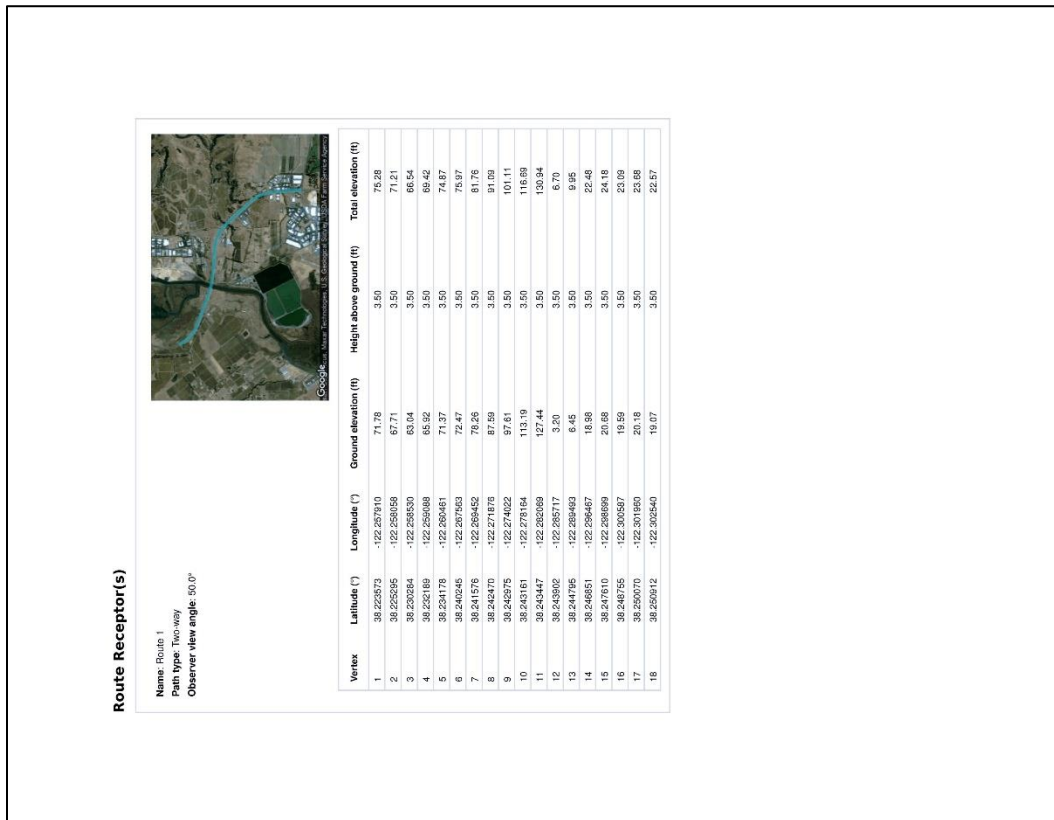 Route Receptor(s)
Name: Route 1
Path type: Two-way
Observer view angle: 50.0°
Google
Maxar Technologies, U.S. Geological Survey, USDA Farm Service Agency
Vertex Latitude (°) Longitude (°) Ground elevation (ft) Height above ground (ft) Total elevation (ft)
1 38.223573 -122.257910 71.78 3.50 75.28
2 38.225295 -122.258058 67.71 3.50 71.21
3 38.230284 -122.258530 63.04 3.50 66.54
4 38.232189 -122.259088 65.92 3.50 69.42
5 38.234178 -122.260461 71.37 3.50 74.87
6 38.240245 -122.267563 72.47 3.50 75.97
7 38.241576 -122.269452 78.26 3.50 81.76
8 38.242470 -122.271876 87.59 3.50 91.09
9 38.242975 -122.274022 97.61 3.50 101.11
10 38.243161 -122.278164 113.19 3.50 116.69
11 38.243447 -122.282069 127.44 3.50 130.94
12 38.243902 -122.285717 3.20 3.50 6.70
13 38.244795 -122.289493 6.45 3.50 9.95
14 38.246851 -122.296467 18.98 3.50 22.48
15 38.247610 -122.298699 20.68 3.50 24.18
16 38.248755 -122.300587 19.59 3.50 23.09
17 38.250070 -122.301960 20.18 3.50 23.68
18 38.250912 -122.302540 19.07 3.50 22.57